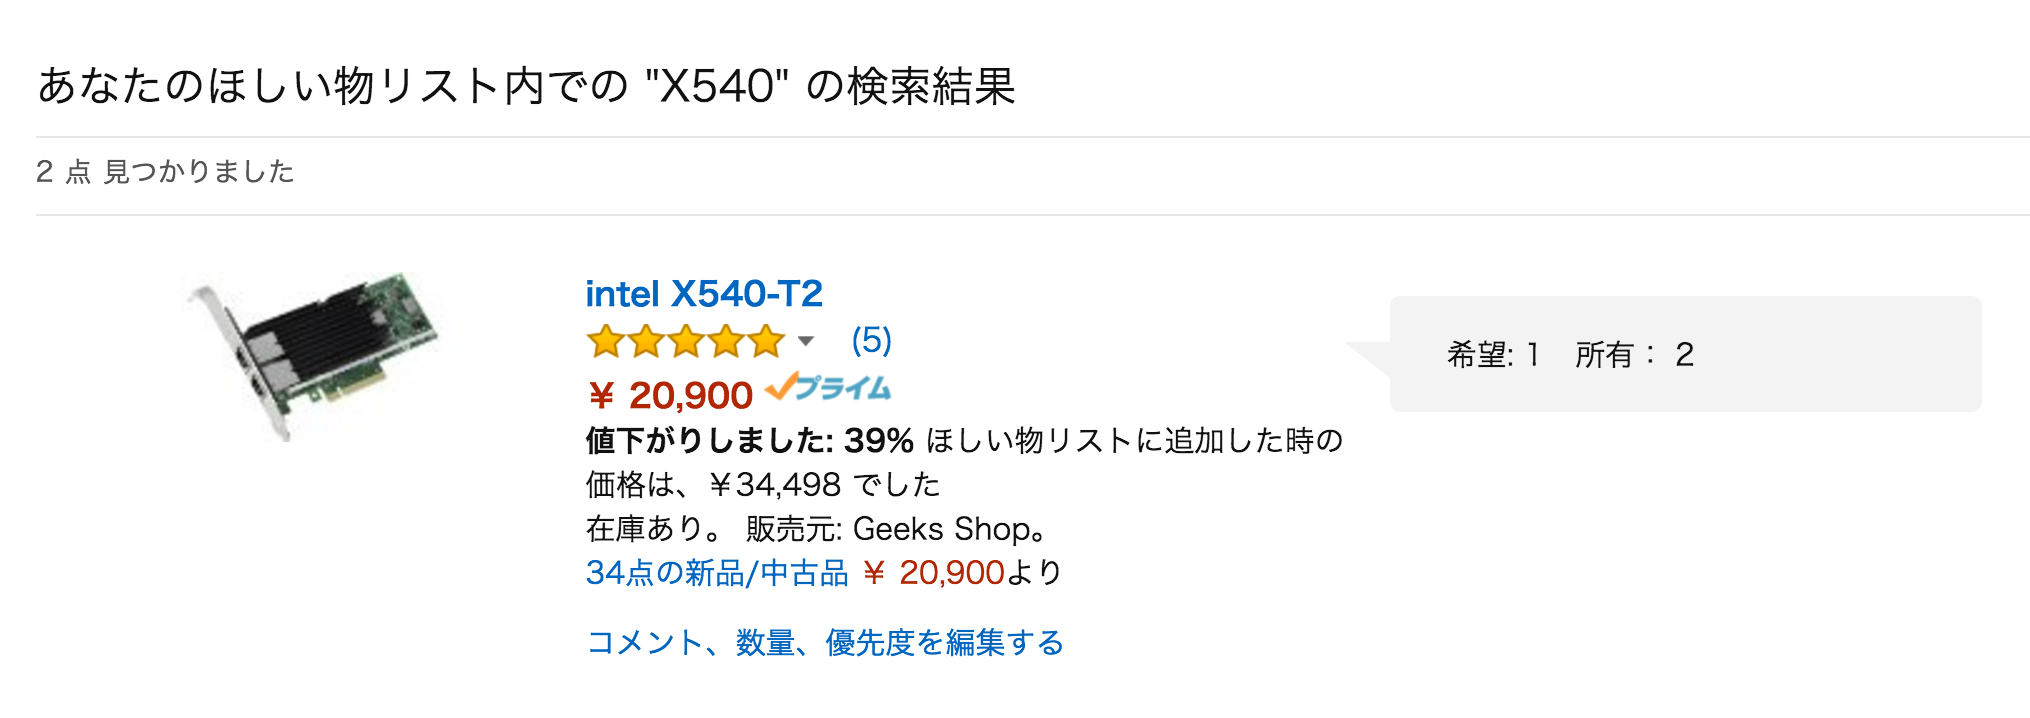 あなたのほしい物リスト内での "X540" の検索結果
2 点 見つかりました
intel X540-T2
(5)
￥ 20,900 プライム
値下がりしました: 39% ほしい物リストに追加した時の
価格は、￥34,498 でした
在庫あり。 販売元: Geeks Shop。
34点の新品/中古品 ￥ 20,900より
コメント、数量、優先度を編集する
希望: 1 所有： 2